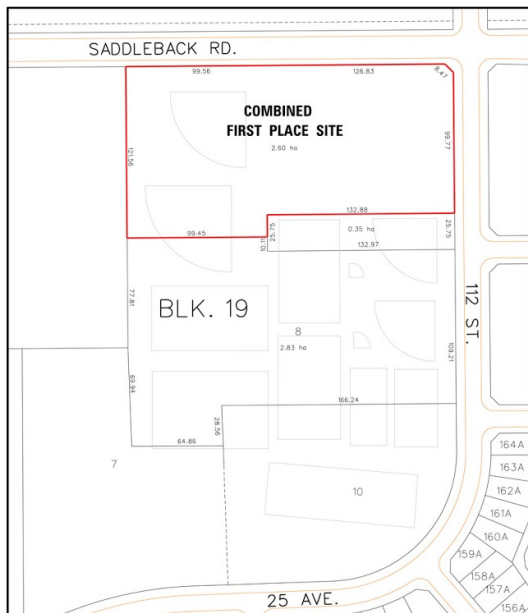 SADDLEBACK RD.
99.56
126.83
8.47
COMBINED
FIRST PLACE SITE
2.60 ha
121.56
99.77
132.88
99.45
10.11
25.75
0.35 ha
25.75
132.97
77.81
BLK. 19
112 ST.
8
2.83 ha
109.21
69.94
166.24
28.56
64.86
7
10
164A
163A
162A
161A
160A
159A
158A
157A
156A
25 AVE.